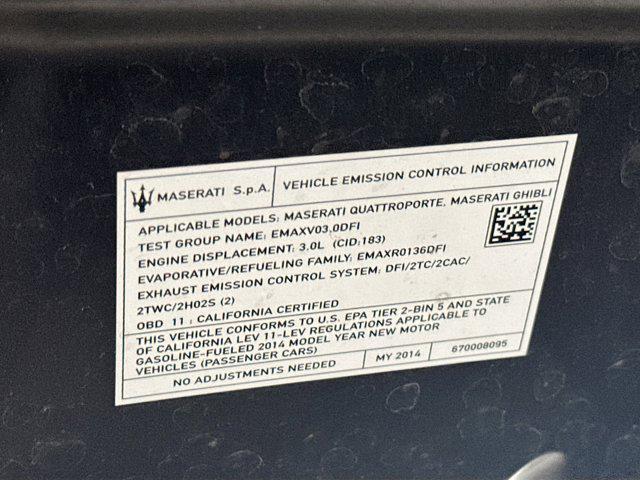 MASERATI S.p.A. VEHICLE EMISSION CONTROL INFORMATION
APPLICABLE MODELS: MASERATI QUATTROPORTE, MASERATI GHIBLI
TEST GROUP NAME: EMAXV03.0DFI
ENGINE DISPLACEMENT: 3.0L (CID:183)
EVAPORATIVE/REFUELING FAMILY: EMAXR0136DFI
EXHAUST EMISSION CONTROL SYSTEM: DFI/2TC/2CAC/
2TWC/2H02S (2)
OBD 11 : CALIFORNIA CERTIFIED
THIS VEHICLE CONFORMS TO U.S. EPA TIER 2-BIN 5 AND STATE
OF CALIFORNIA LEV 11-LEV REGULATIONS APPLICABLE TO
GASOLINE-FUELED 2014 MODEL YEAR NEW MOTOR
VEHICLES (PASSENGER CARS)
NO ADJUSTMENTS NEEDED MY 2014 670008095